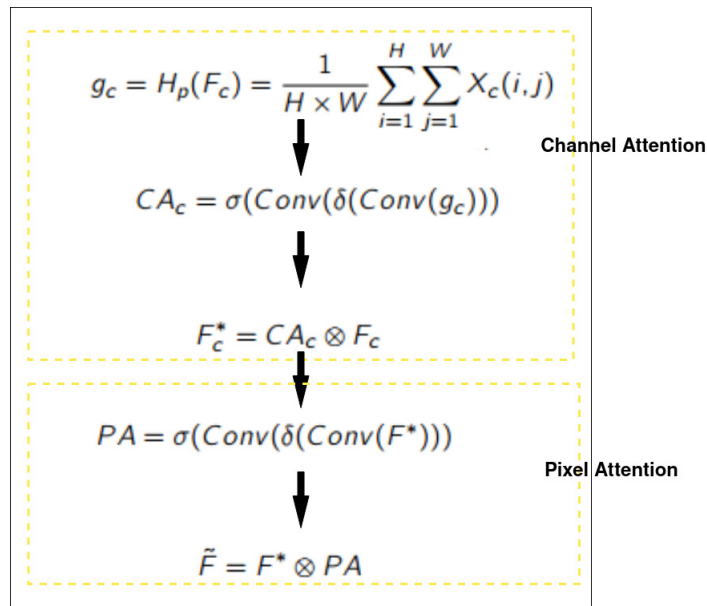 g_c = H_p(F_c) = \frac{1}{H × W} \sum_{i=1}^{H} \sum_{j=1}^{W} X_c(i,j)
Channel Attention
CA_c = σ(Conv(δ(Conv(g_c)))
F_c^* = CA_c ⊗ F_c
PA = σ(Conv(δ(Conv(F^*)))
Pixel Attention
\tilde{F} = F^* ⊗ PA